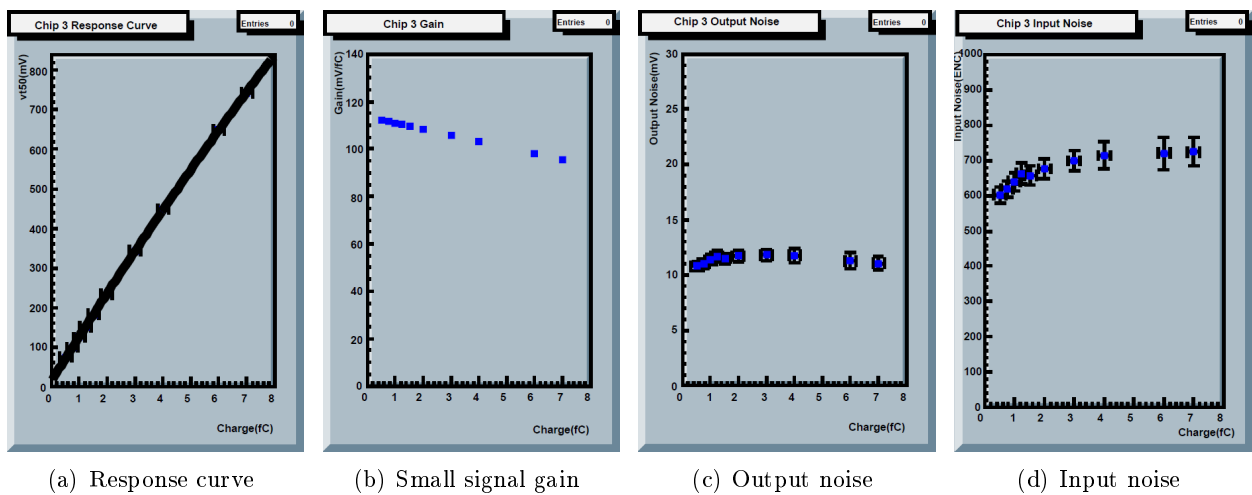 Chip 3 Response Curve
Entries 0
vt50(mV)
800
700
600
500
400
300
200
100
0
0 1 2 3 4 5 6 7 8
Charge(fC)
(a) Response curve
Chip 3 Gain
Entries 0
Gain(mV/fC)
140
120
100
80
60
40
20
0
0 1 2 3 4 5 6 7 8
Charge(fC)
(b) Small signal gain
Chip 3 Output Noise
Entries 0
Output Noise(mV)
30
25
20
15
10
5
0
0 1 2 3 4 5 6 7 8
Charge(fC)
(c) Output noise
Chip 3 Input Noise
Entries 0
Input Noise(ENC)
1000
900
800
700
600
500
400
300
200
100
0
0 1 2 3 4 5 6 7 8
Charge(fC)
(d) Input noise